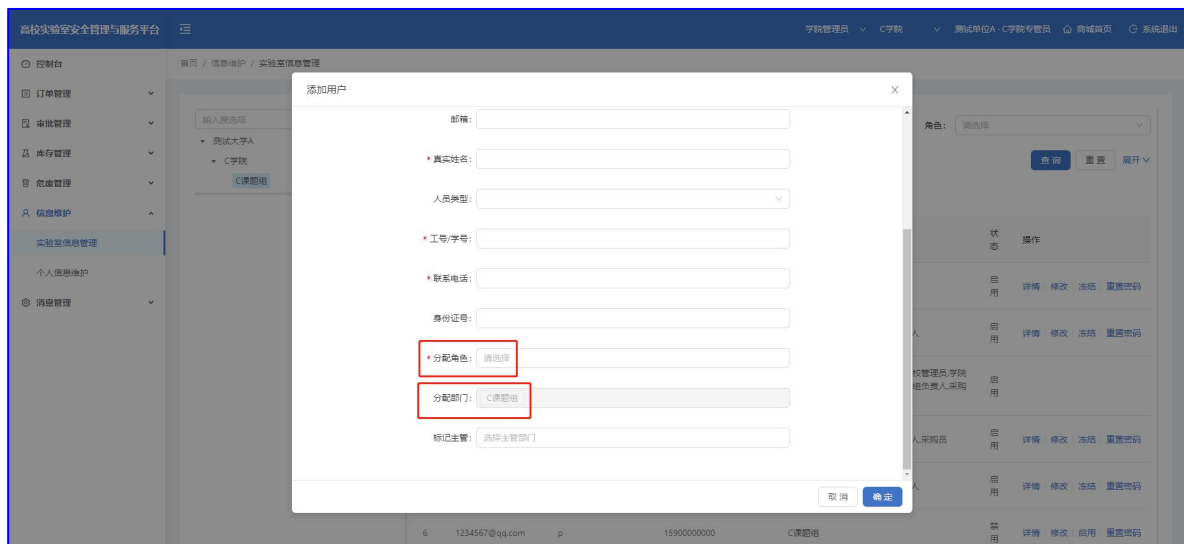 高校实验室安全管理与服务平台
学院管理员 C学院 测试单位A·C学院专管员 商城首页 系统退出
控制台
首页 / 信息维护 / 实验室信息管理
订单管理
审批管理
库存管理
危废管理
信息维护
实验室信息管理
个人信息维护
消息管理
输入搜选项
测试大学A
C学院
C课题组
添加用户
邮箱：
* 真实姓名：
人员类型：
* 工号/学号：
* 联系电话：
身份证号：
* 分配角色： 请选择
分配部门： C课题组
标记主管： 选择主管部门
取消 确定
角色： 请选择
查询 重置 展开
状态 操作
启用 详情 修改 冻结 重置密码
人 启用 详情 修改 冻结 重置密码
校管理员,学院
组负责人,采购 启用
人,采购员 启用 详情 修改 冻结 重置密码
人 启用 详情 修改 冻结 重置密码
6 1234567@qq.com p 15900000000 C课题组 禁用 详情 修改 启用 重置密码